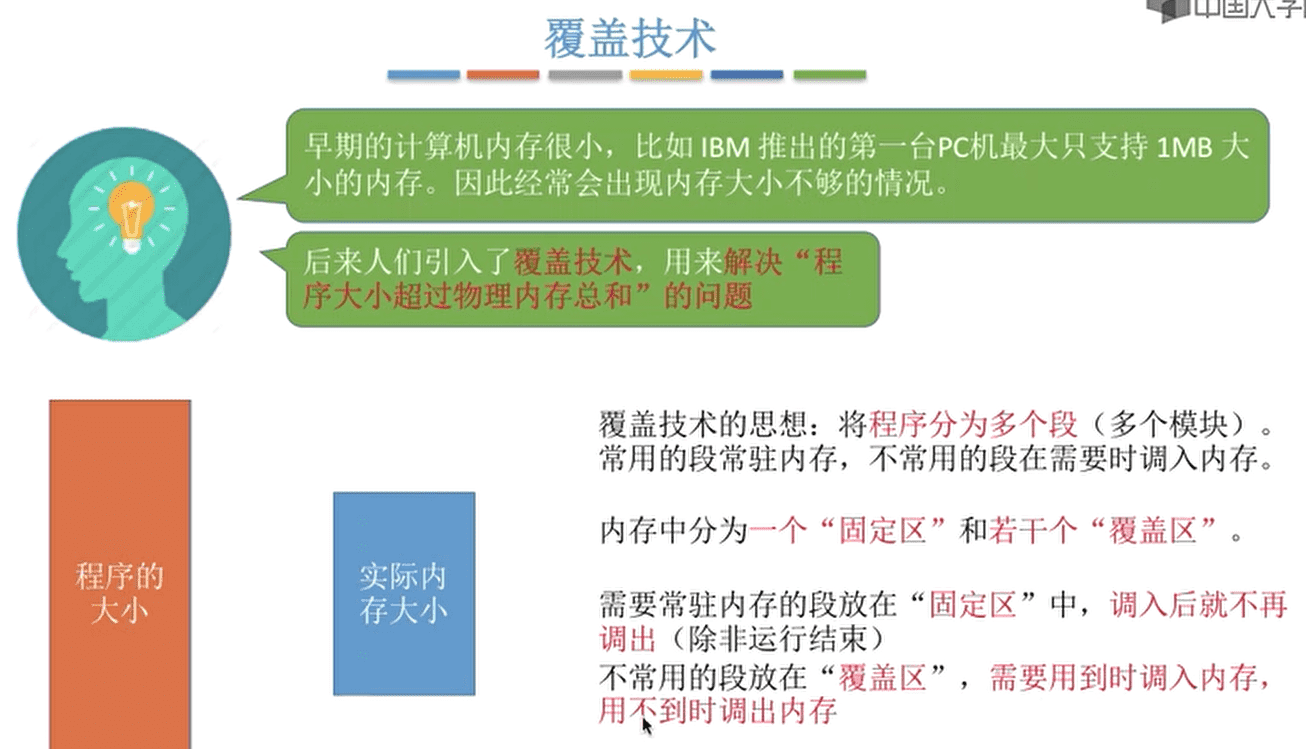 中国大学
覆盖技术
早期的计算机内存很小，比如 IBM 推出的第一台PC机最大只支持 1MB 大
小的内存。因此经常会出现内存大小不够的情况。
后来人们引入了覆盖技术，用来解决“程
序大小超过物理内存总和”的问题
覆盖技术的思想：将程序分为多个段（多个模块）。
常用的段常驻内存，不常用的段在需要时调入内存。
内存中分为一个“固定区”和若干个“覆盖区”。
程序的
大小
实际内
存大小
需要常驻内存的段放在“固定区”中，调入后就不再
调出（除非运行结束）
不常用的段放在“覆盖区”，需要用到时调入内存，
用不到时调出内存